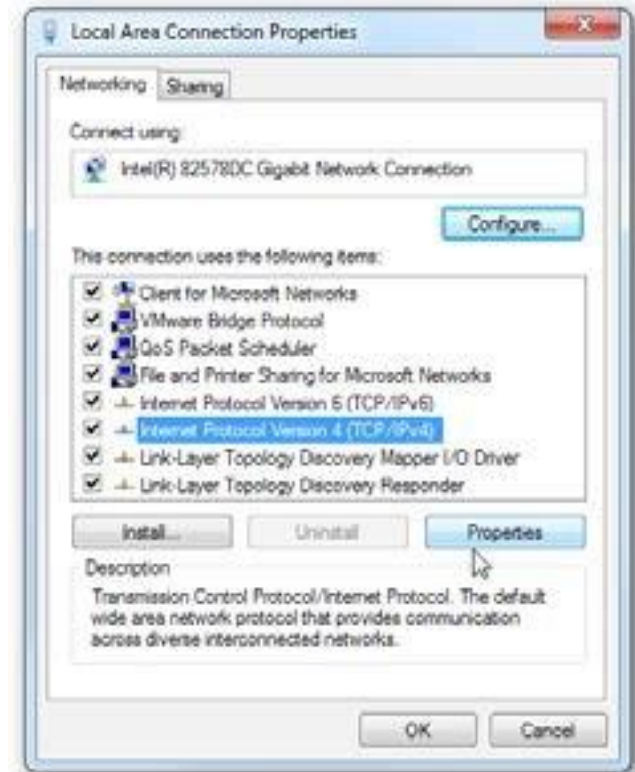 Local Area Connection Properties
Networking
Sharing
Connect using:
Intel(R) 82578DC Gigabit Network Connection
Configure...
This connection uses the following items:
Client for Microsoft Networks
VMware Bridge Protocol
QoS Packet Scheduler
File and Printer Sharing for Microsoft Networks
Internet Protocol Version 6 (TCP/IPv6)
Internet Protocol Version 4 (TCP/IPv4)
Link-Layer Topology Discovery Mapper I/O Driver
Link-Layer Topology Discovery Responder
Install...
Uninstall
Properties
Description
Transmission Control Protocol/Internet Protocol. The default
wide area network protocol that provides communication
across diverse interconnected networks.
OK
Cancel